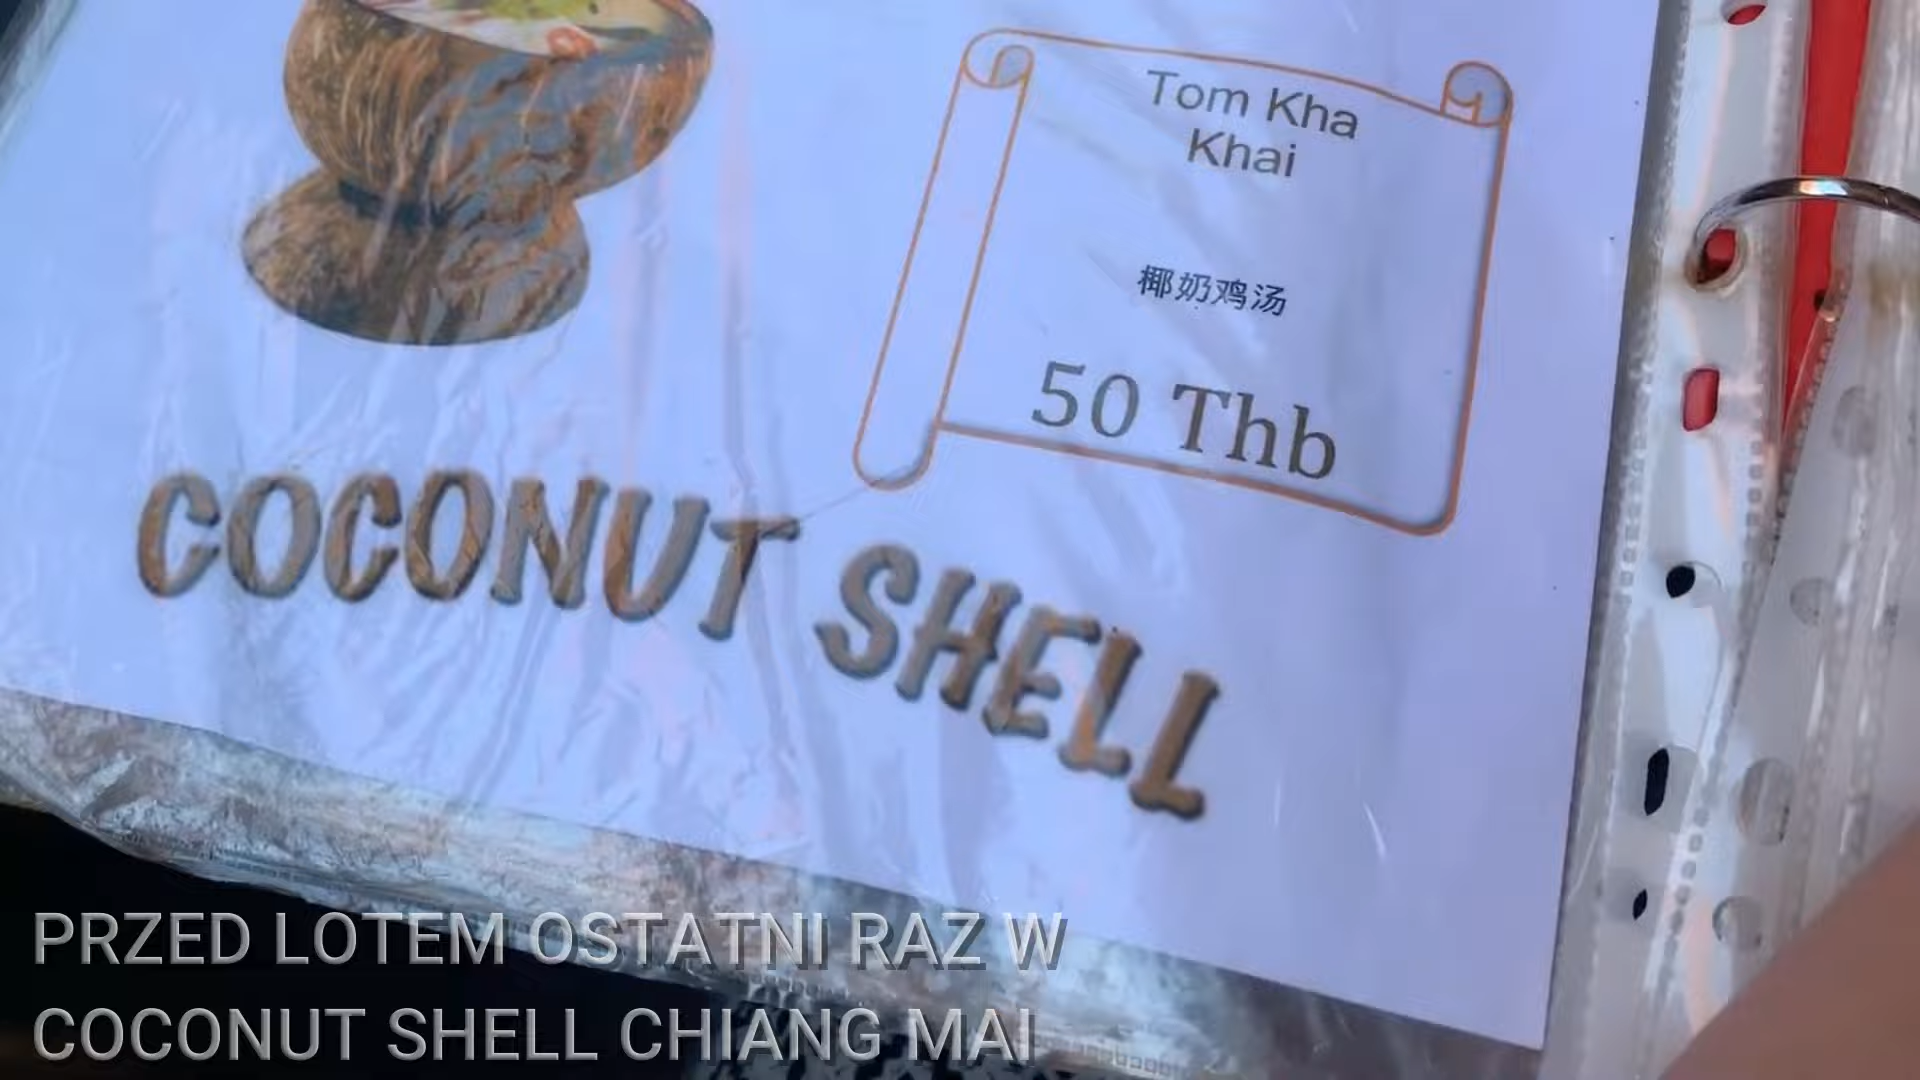 Tom Kha
Khai
椰奶鸡汤
50 Thb
COCONUT SHELL
PRZED LOTEM OSTATNI RAZ W
COCONUT SHELL CHIANG MAI